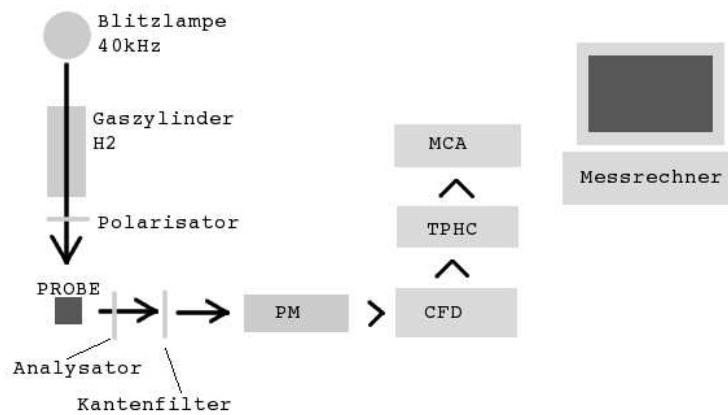 Blitzlampe
40kHz
Gaszylinder
H2
Polarisator
PROBE
Analysator
Kantenfilter
PM
CFD
TPHC
MCA
Messrechner